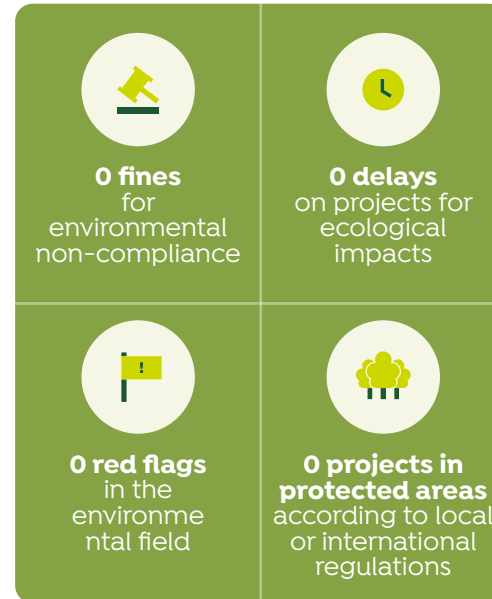 0 fines
for
environmental
non-compliance
0 delays
on projects for
ecological
impacts
!
0 red flags
in the
environme
ntal field
0 projects in
protected areas
according to local
or international
regulations